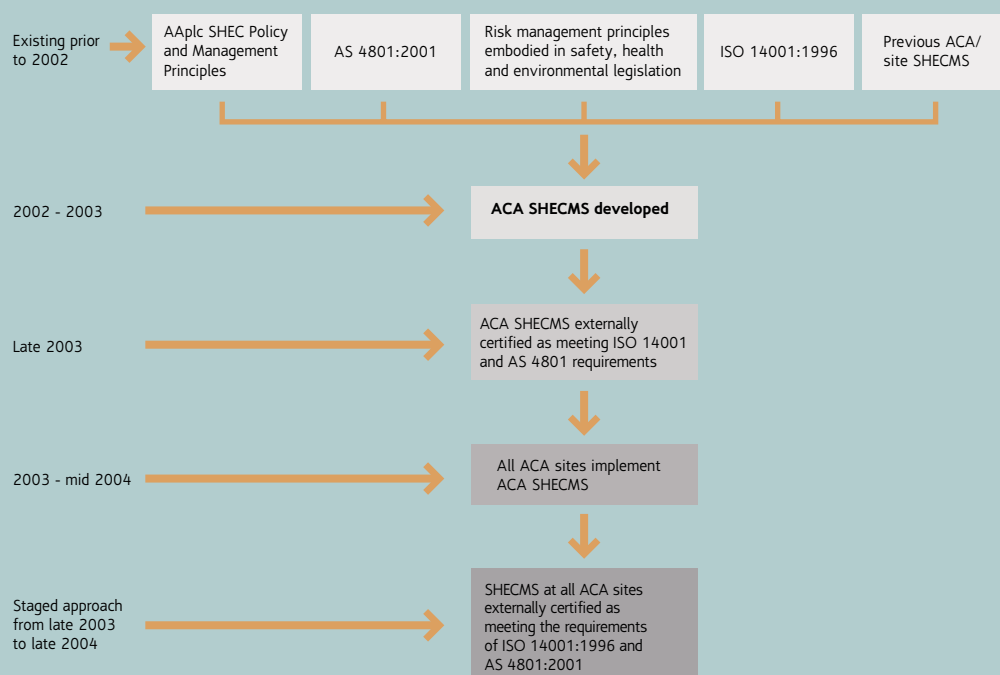 Existing prior
to 2002
AAplc SHEC Policy
and Management
Principles
AS 4801:2001
Risk management principles
embodied in safety, health
and environmental legislation
ISO 14001:1996
Previous ACA/
site SHECMS
2002 - 2003
ACA SHECMS developed
Late 2003
ACA SHECMS externally
certified as meeting ISO 14001
and AS 4801 requirements
2003 - mid 2004
All ACA sites implement
ACA SHECMS
Staged approach
from late 2003
to late 2004
SHECMS at all ACA sites
externally certified as
meeting the requirements
of ISO 14001:1996 and
AS 4801:2001